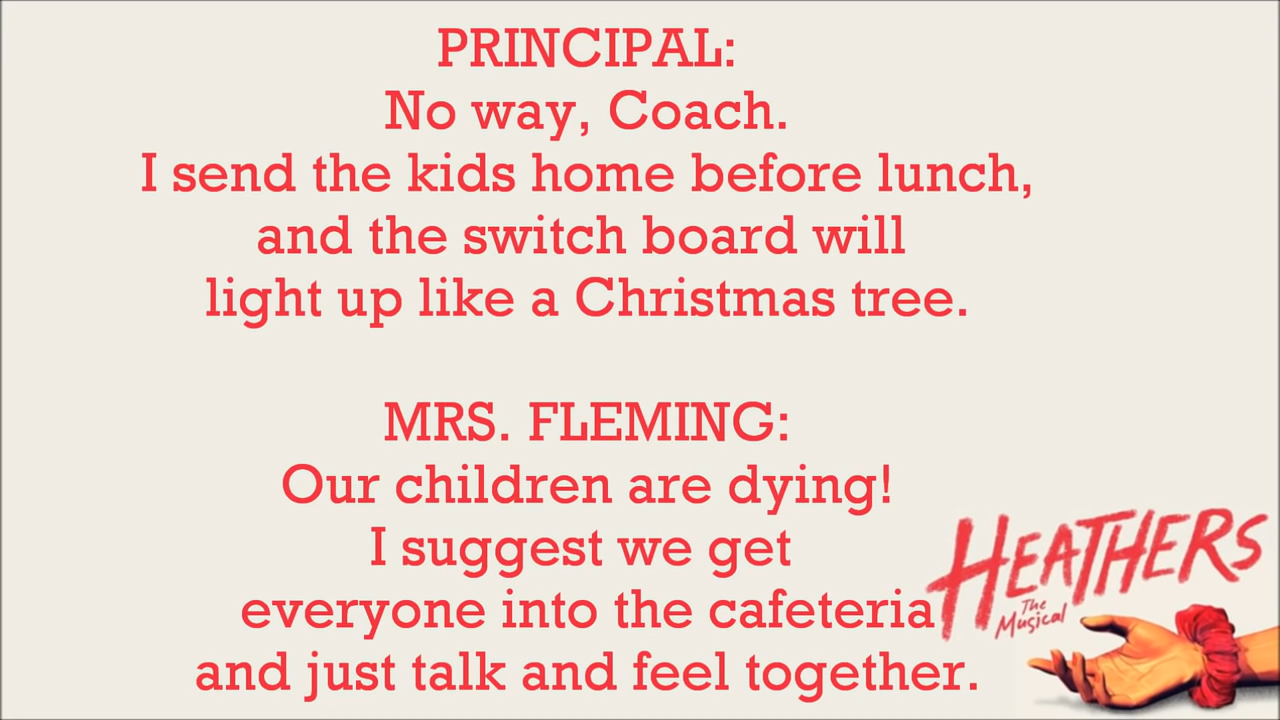 PRINCIPAL:
No way, Coach.
I send the kids home before lunch,
and the switch board will
light up like a Christmas tree.
MRS. FLEMING:
Our children are dying!
I suggest we get
everyone into the cafeteria
and just talk and feel together.
HEATHERS
The
Musical